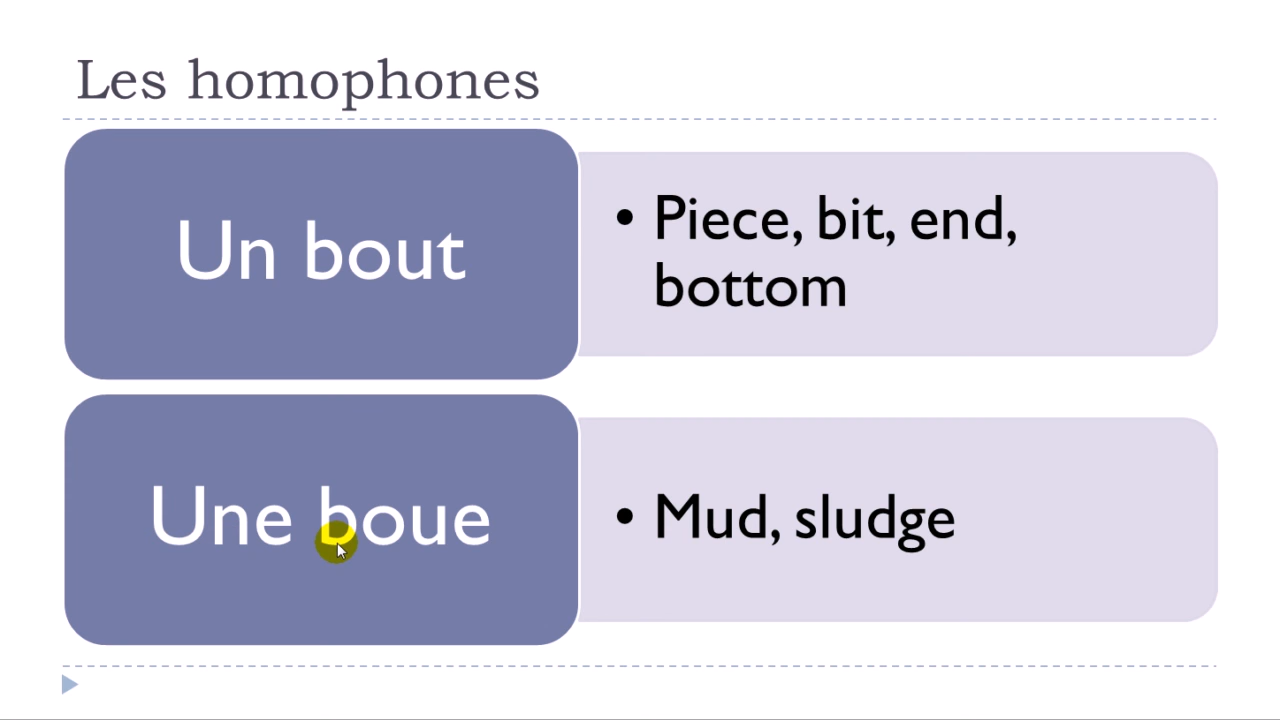 Les homophones
Un bout
• Piece, bit, end,
bottom
Une boue
• Mud, sludge